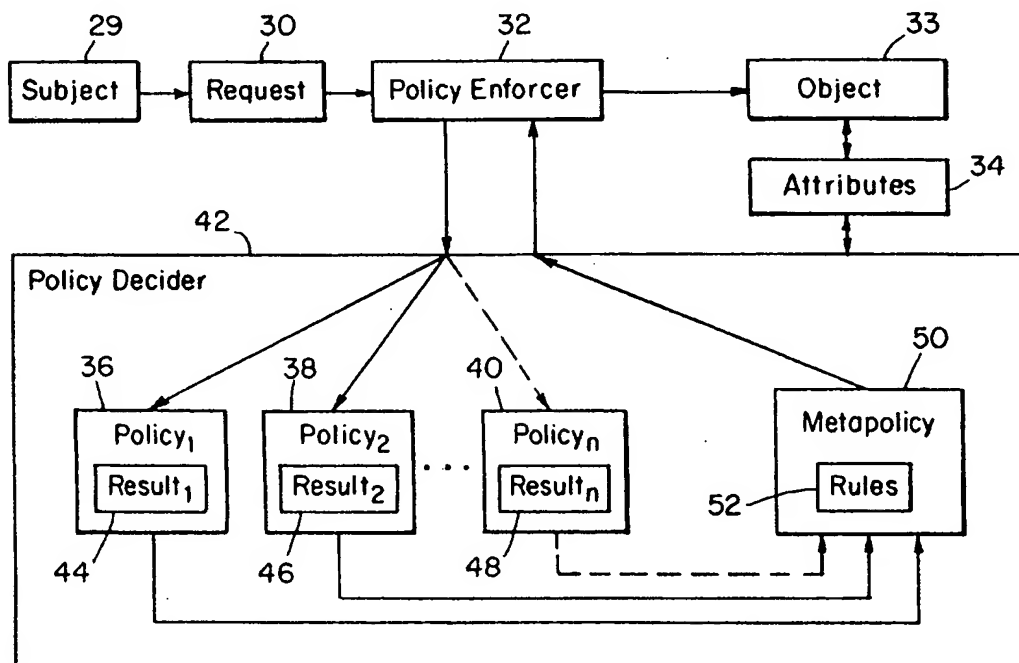 29 30 32 33
Subject Request Policy Enforcer Object
Attributes 34
42
Policy Decider
36 38 40 50
Policy₁ Policy₂ Policyₙ Metapolicy
Result₁ Result₂ ... Resultₙ 52 Rules
44 46 48